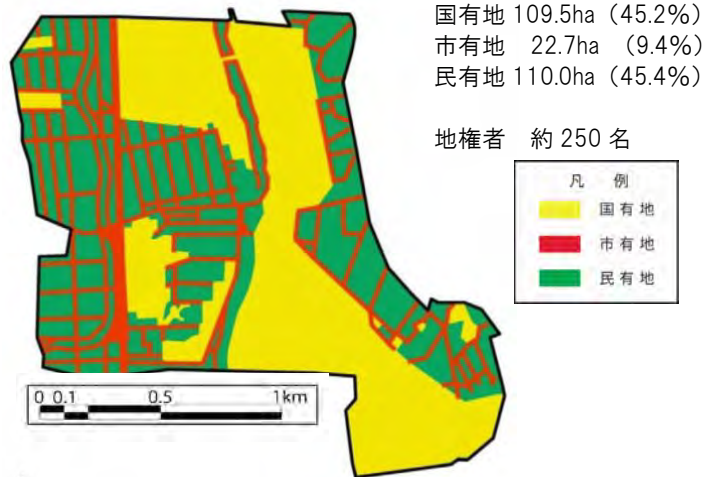 国有地 109.5ha（45.2%）
市有地　22.7ha　（9.4%）
民有地 110.0ha（45.4%）
地権者　約 250 名
凡　例
国有地
市有地
民有地
0 0.1 0.5 1km